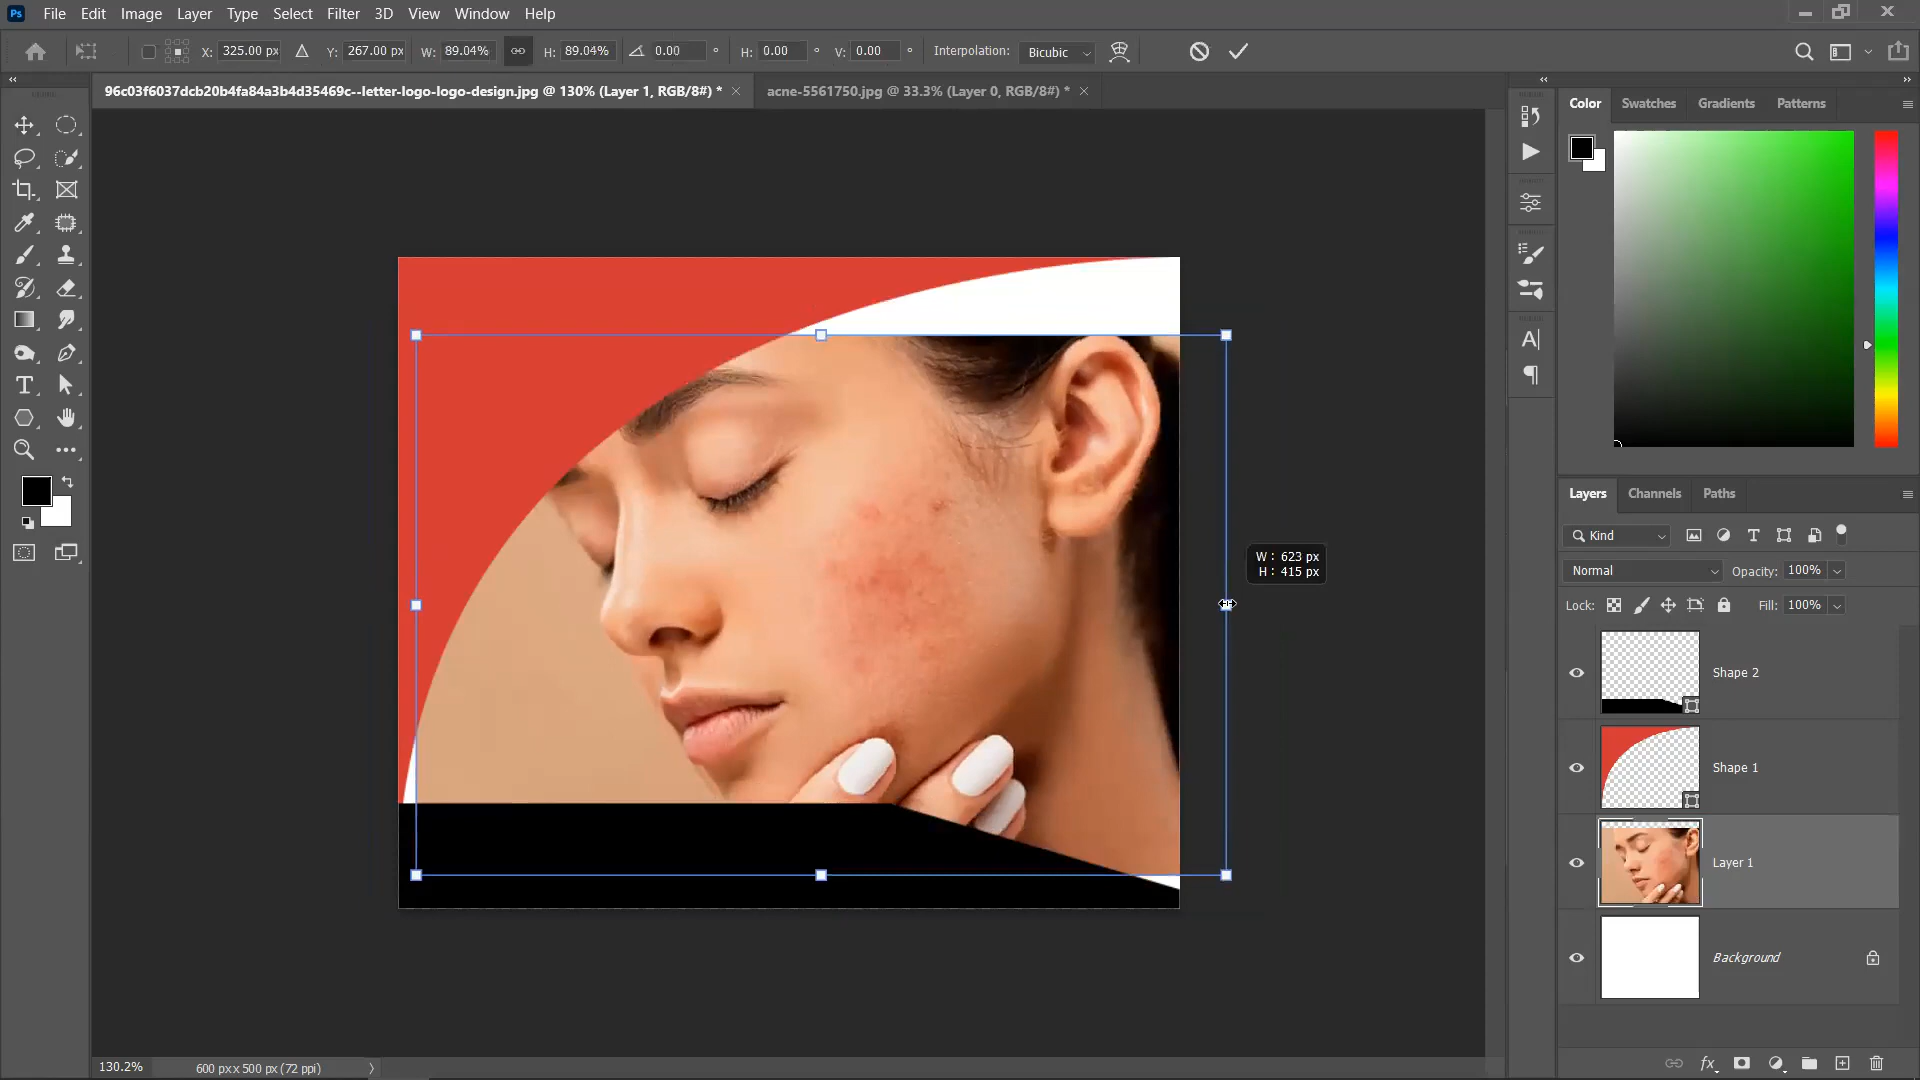 Ps File Edit Image Layer Type Select Filter 3D View Window Help
X: 325.00 px Y: 267.00 px W: 89.04% H: 89.04% 0.00 ° H: 0.00 ° V: 0.00 ° Interpolation: Bicubic
96c03f6037dcb20b4fa84a3b4d35469c--letter-logo-logo-design.jpg @ 130% (Layer 1, RGB/8#) * acne-5561750.jpg @ 33.3% (Layer 0, RGB/8#) *
Color Swatches Gradients Patterns
Layers Channels Paths
Kind
Normal Opacity: 100%
Lock: Fill: 100%
W: 623 px
H: 415 px
Shape 2
Shape 1
Layer 1
Background
130.2% 600 px x 500 px (72 ppi)
fx